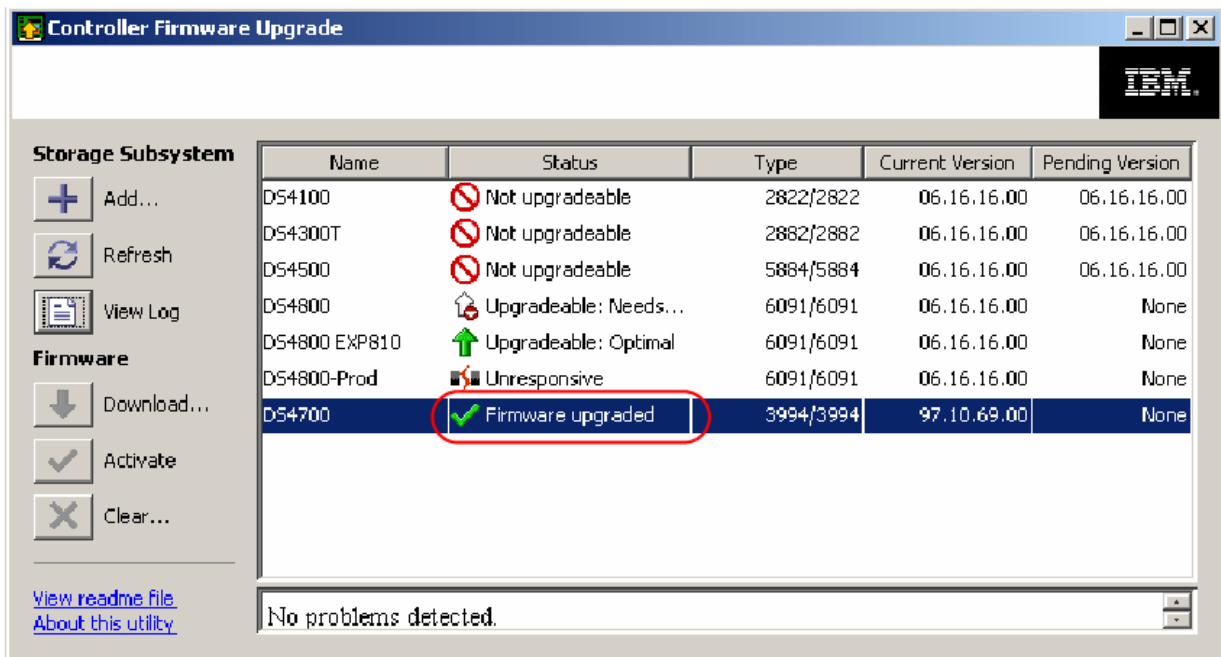 Controller Firmware Upgrade
IBM.
Storage Subsystem
Add...
Refresh
View Log
Firmware
Download...
Activate
Clear...
View readme file
About this utility
Name Status Type Current Version Pending Version
DS4100 Not upgradeable 2822/2822 06.16.16.00 06.16.16.00
DS4300T Not upgradeable 2882/2882 06.16.16.00 06.16.16.00
DS4500 Not upgradeable 5884/5884 06.16.16.00 06.16.16.00
DS4800 Upgradeable: Needs... 6091/6091 06.16.16.00 None
DS4800 EXP810 Upgradeable: Optimal 6091/6091 06.16.16.00 None
DS4800-Prod Unresponsive 6091/6091 06.16.16.00 None
DS4700 Firmware upgraded 3994/3994 97.10.69.00 None
No problems detected.